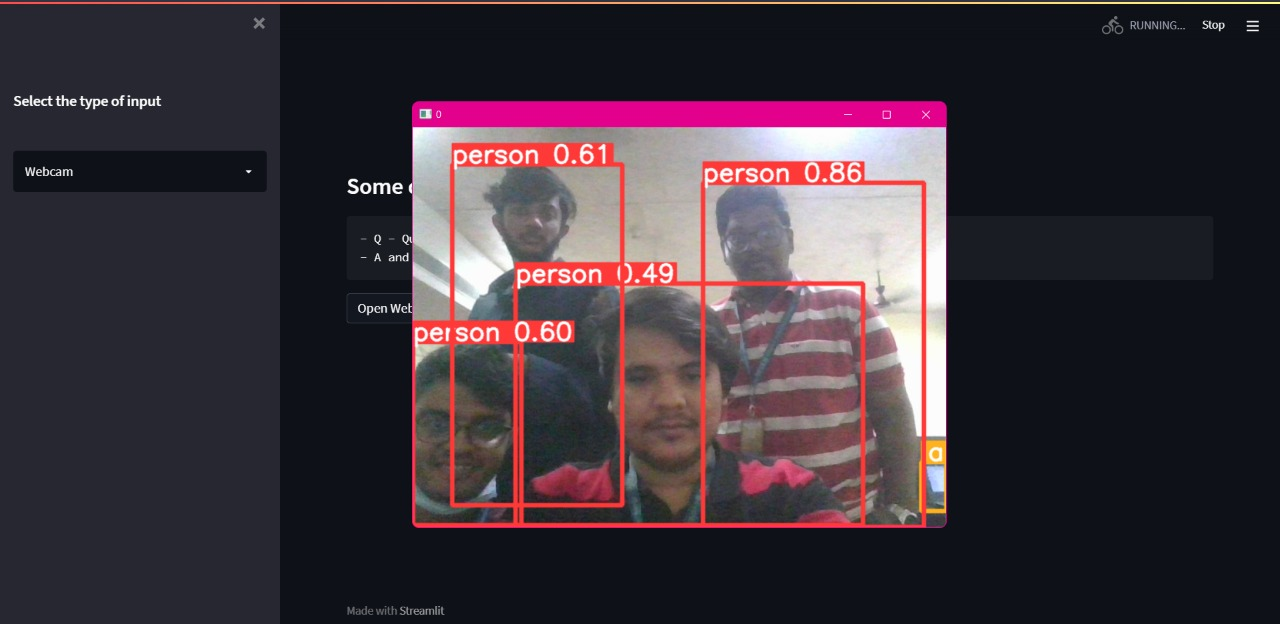 RUNNING...
Stop
Select the type of input
Webcam
0
person 0.61
person 0.86
Some
- Q - Qu
- A and
person 0.49
Open Web
person 0.60
a
Made with Streamlit